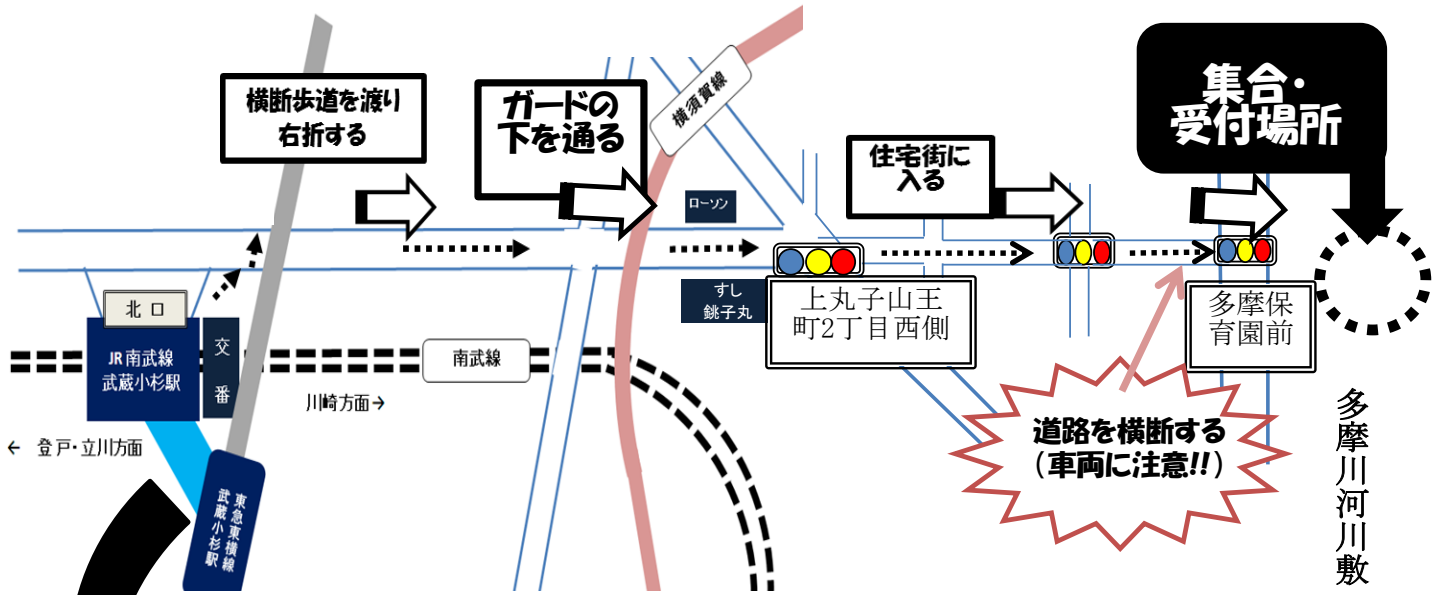 横断歩道を渡り
右折する
ガードの
下を通る
横須賀線
集合・
受付場所
住宅街に
入る
ローソン
すし
銚子丸
上丸子山王
町2丁目西側
多摩保
育園前
北口
JR南武線
武蔵小杉駅
交
番
南武線
川崎方面→
← 登戸・立川方面
東急東横線
武蔵小杉駅
道路を横断する
(車両に注意!!)
多摩川河川敷